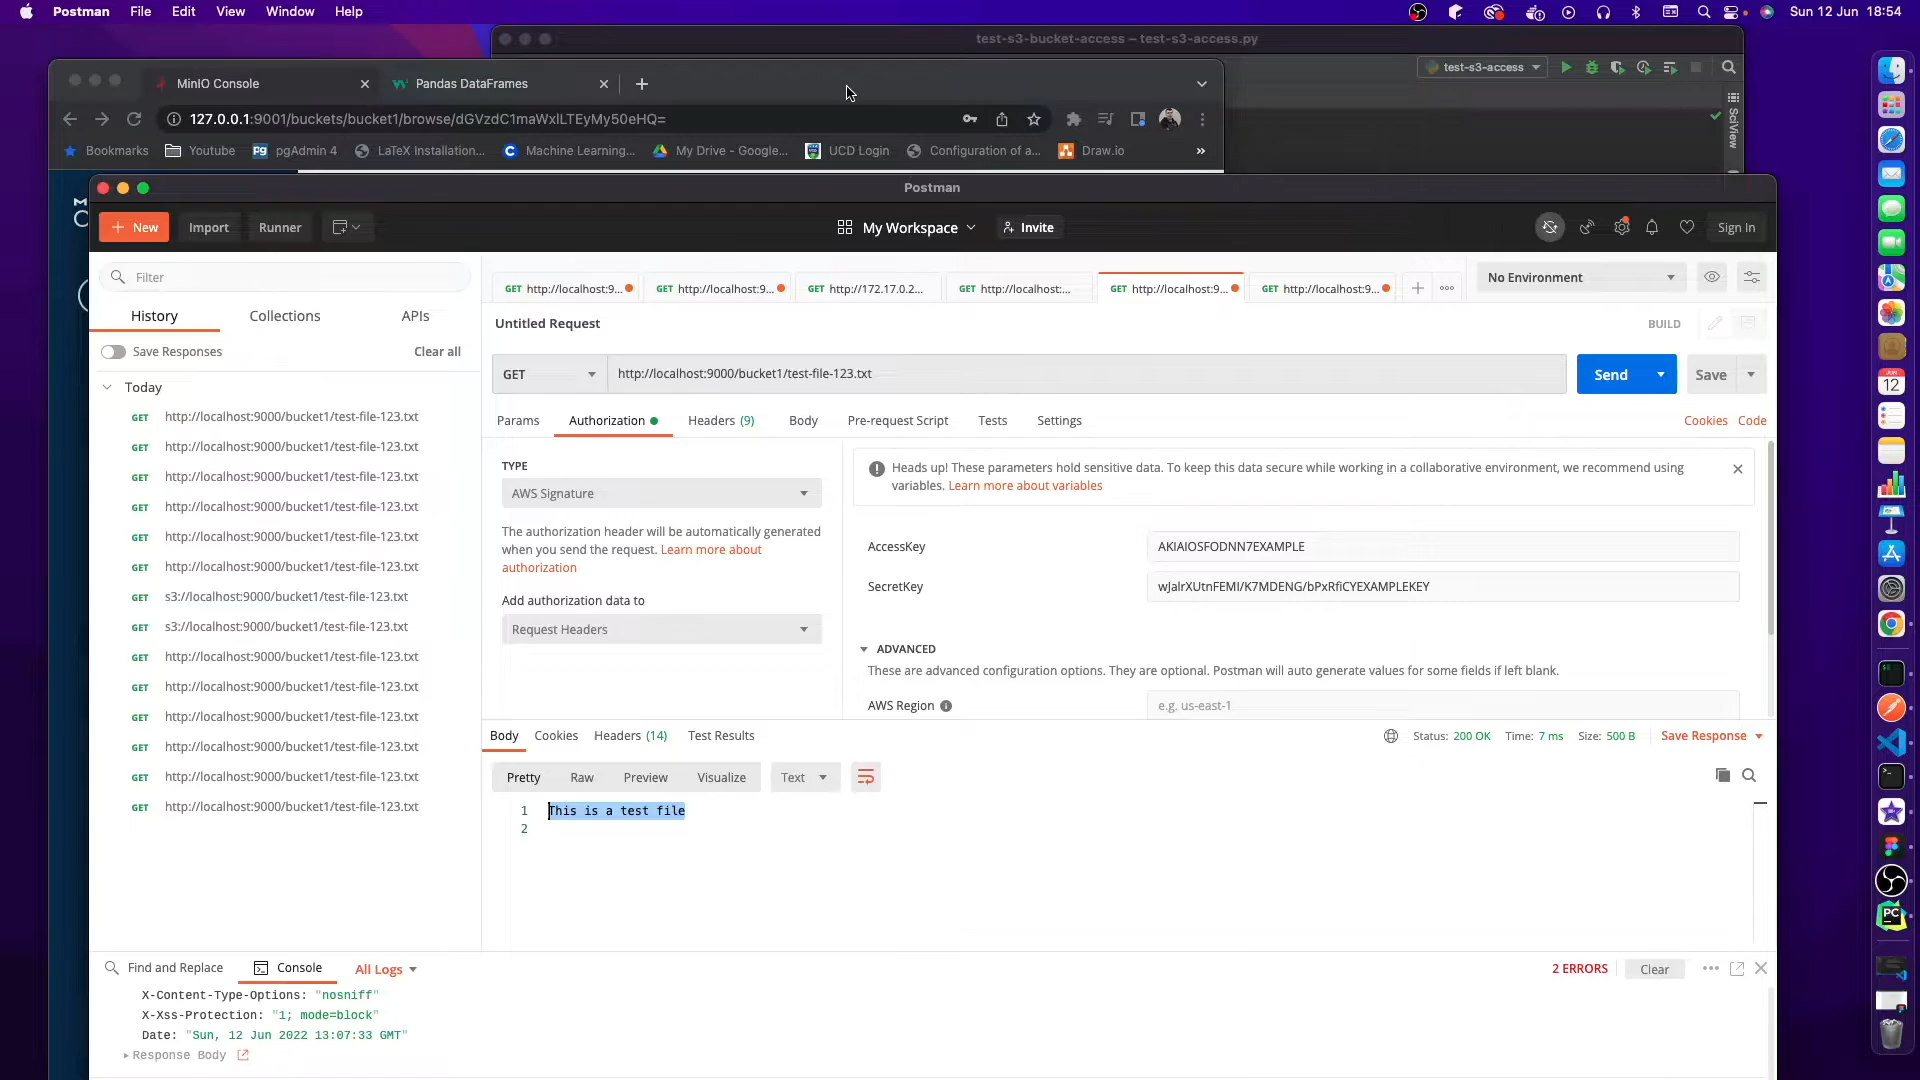 Postman File Edit View Window Help
Sun 12 Jun 18:54
test-s3-bucket-access – test-s3-access.py
test-s3-access
MinIO Console
Pandas DataFrames
127.0.0.1:9001/buckets/bucket1/browse/dGVzdC1maWxlLTEyMy50eHQ=
Bookmarks Youtube pgAdmin 4 LaTeX Installation... Machine Learning... My Drive - Google... UCD Login Configuration of a... Draw.io »
SciView
Postman
New Import Runner
My Workspace
Invite
Sign In
Filter
GET http://localhost:9...
GET http://localhost:9...
GET http://172.17.0.2...
GET http://localhost:...
GET http://localhost:9...
GET http://localhost:9...
No Environment
History Collections APIs
Untitled Request
BUILD
Save Responses
Clear all
GET
http://localhost:9000/bucket1/test-file-123.txt
Send
Save
Today
GET http://localhost:9000/bucket1/test-file-123.txt
GET http://localhost:9000/bucket1/test-file-123.txt
GET http://localhost:9000/bucket1/test-file-123.txt
GET http://localhost:9000/bucket1/test-file-123.txt
GET http://localhost:9000/bucket1/test-file-123.txt
GET http://localhost:9000/bucket1/test-file-123.txt
GET s3://localhost:9000/bucket1/test-file-123.txt
GET s3://localhost:9000/bucket1/test-file-123.txt
GET http://localhost:9000/bucket1/test-file-123.txt
GET http://localhost:9000/bucket1/test-file-123.txt
GET http://localhost:9000/bucket1/test-file-123.txt
GET http://localhost:9000/bucket1/test-file-123.txt
GET http://localhost:9000/bucket1/test-file-123.txt
GET http://localhost:9000/bucket1/test-file-123.txt
Params Authorization Headers (9) Body Pre-request Script Tests Settings
Cookies Code
TYPE
AWS Signature
The authorization header will be automatically generated
when you send the request. Learn more about
authorization
Add authorization data to
Request Headers
Heads up! These parameters hold sensitive data. To keep this data secure while working in a collaborative environment, we recommend using
variables. Learn more about variables
AccessKey
AKIAIOSFODNN7EXAMPLE
SecretKey
wJalrXUtnFEMI/K7MDENG/bPxRfiCYEXAMPLEKEY
ADVANCED
These are advanced configuration options. They are optional. Postman will auto generate values for some fields if left blank.
AWS Region
e.g. us-east-1
Body Cookies Headers (14) Test Results
Status: 200 OK Time: 7 ms Size: 500 B
Save Response
Pretty Raw Preview Visualize Text
1 This is a test file
2
Find and Replace
Console
All Logs
2 ERRORS
Clear
X-Content-Type-Options: "nosniff"
X-Xss-Protection: "1; mode=block"
Date: "Sun, 12 Jun 2022 13:07:33 GMT"
Response Body
JUN
12
PC